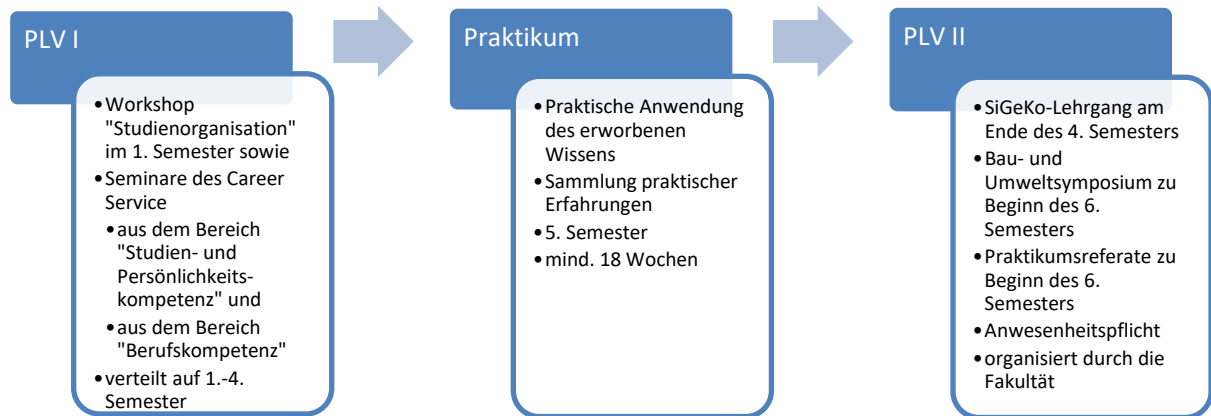 PLV I
•Workshop
"Studienorganisation"
im 1. Semester sowie
•Seminare des Career
Service
•aus dem Bereich
"Studien- und
Persönlichkeits-
kompetenz" und
•aus dem Bereich
"Berufskompetenz"
•verteilt auf 1.-4.
Semester
Praktikum
•Praktische Anwendung
des erworbenen
Wissens
•Sammlung praktischer
Erfahrungen
•5. Semester
•mind. 18 Wochen
PLV II
•SiGeKo-Lehrgang am
Ende des 4. Semesters
•Bau- und
Umweltsymposium zu
Beginn des 6.
Semesters
•Praktikumsreferate zu
Beginn des 6.
Semesters
•Anwesenheitspflicht
•organisiert durch die
Fakultät